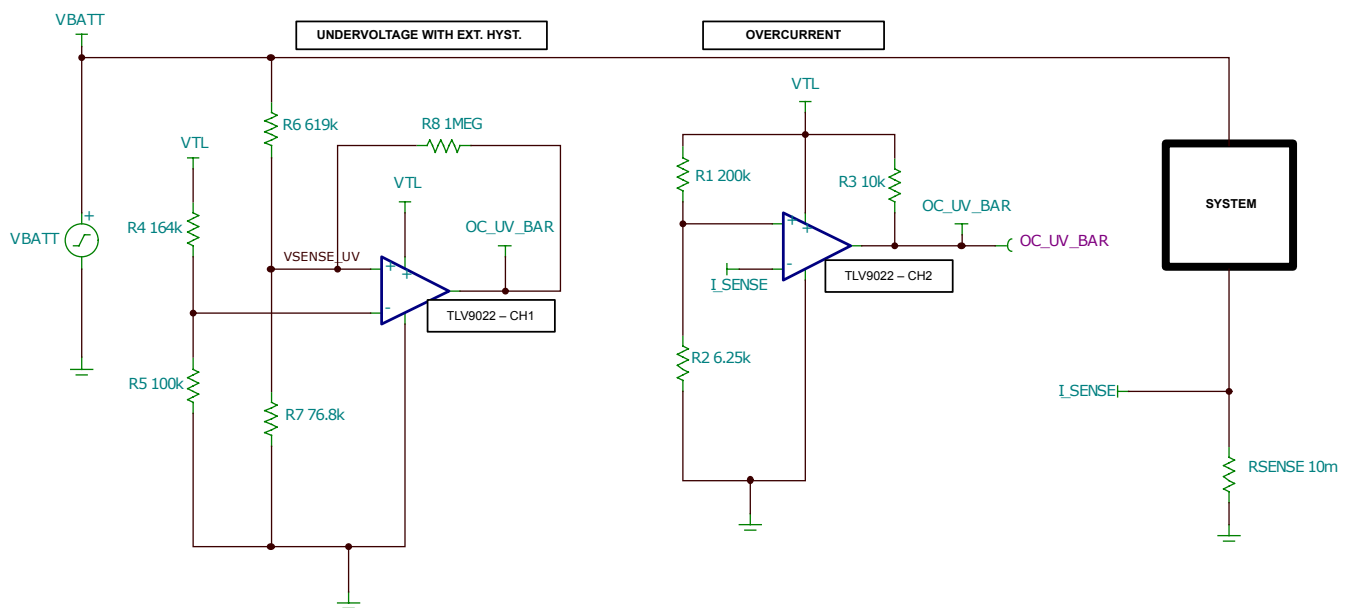 VBATT
UNDERVOLTAGE WITH EXT. HYST.
OVERCURRENT
VTL
R6 619k
R8 1MEG
VTL
R1 200k
R3 10k
VTL
R4 164k
OC_UV_BAR
OC_UV_BAR
SYSTEM
VBATT
+
VSENSE_UV
+
+
-
TLV9022 – CH1
+
+
-
I_SENSE
TLV9022 – CH2
OC_UV_BAR
R5 100k
R7 76.8k
R2 6.25k
I_SENSE
RSENSE 10m